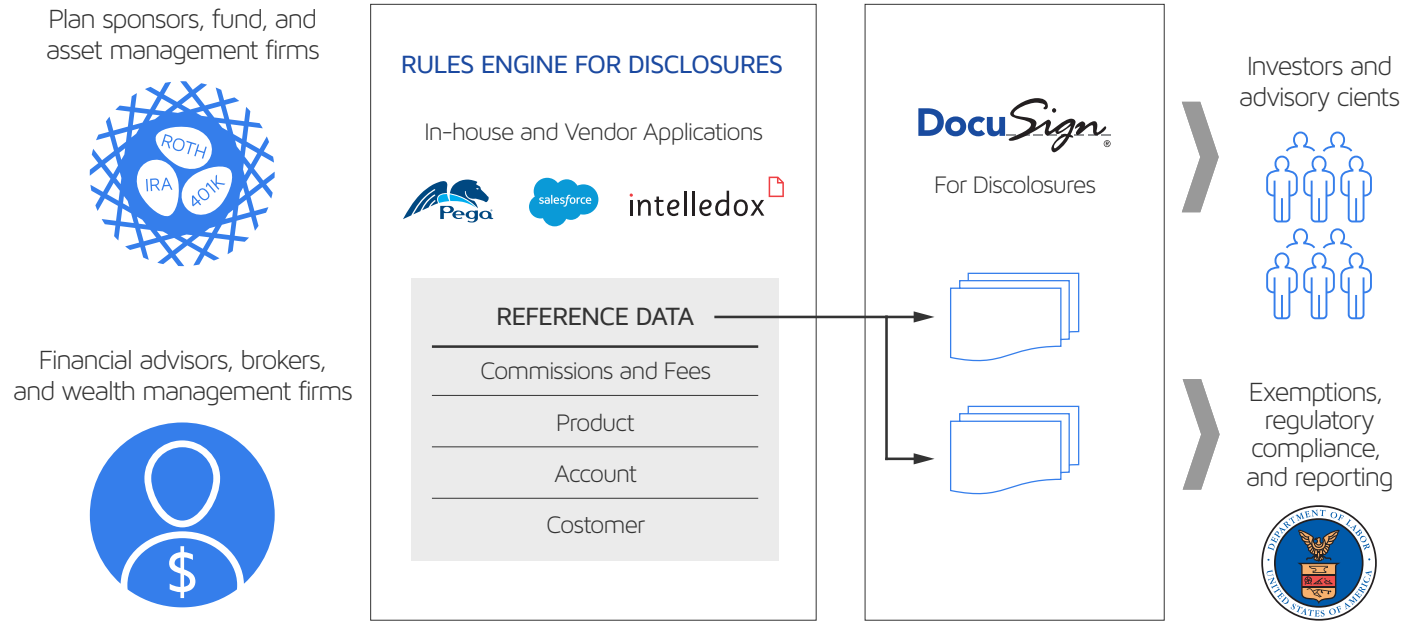 Plan sponsors, fund, and
asset management firms
ROTH
IRA
401K
Financial advisors, brokers,
and wealth management firms
$
RULES ENGINE FOR DISCLOSURES
In-house and Vendor Applications
Pega
salesforce
intelledox
REFERENCE DATA
Commissions and Fees
Product
Account
Costomer
DocuSign®
For Discolosures
Investors and
advisory cients
Exemptions,
regulatory
compliance,
and reporting
DEPARTMENT OF LABOR
UNITED STATES OF AMERICA